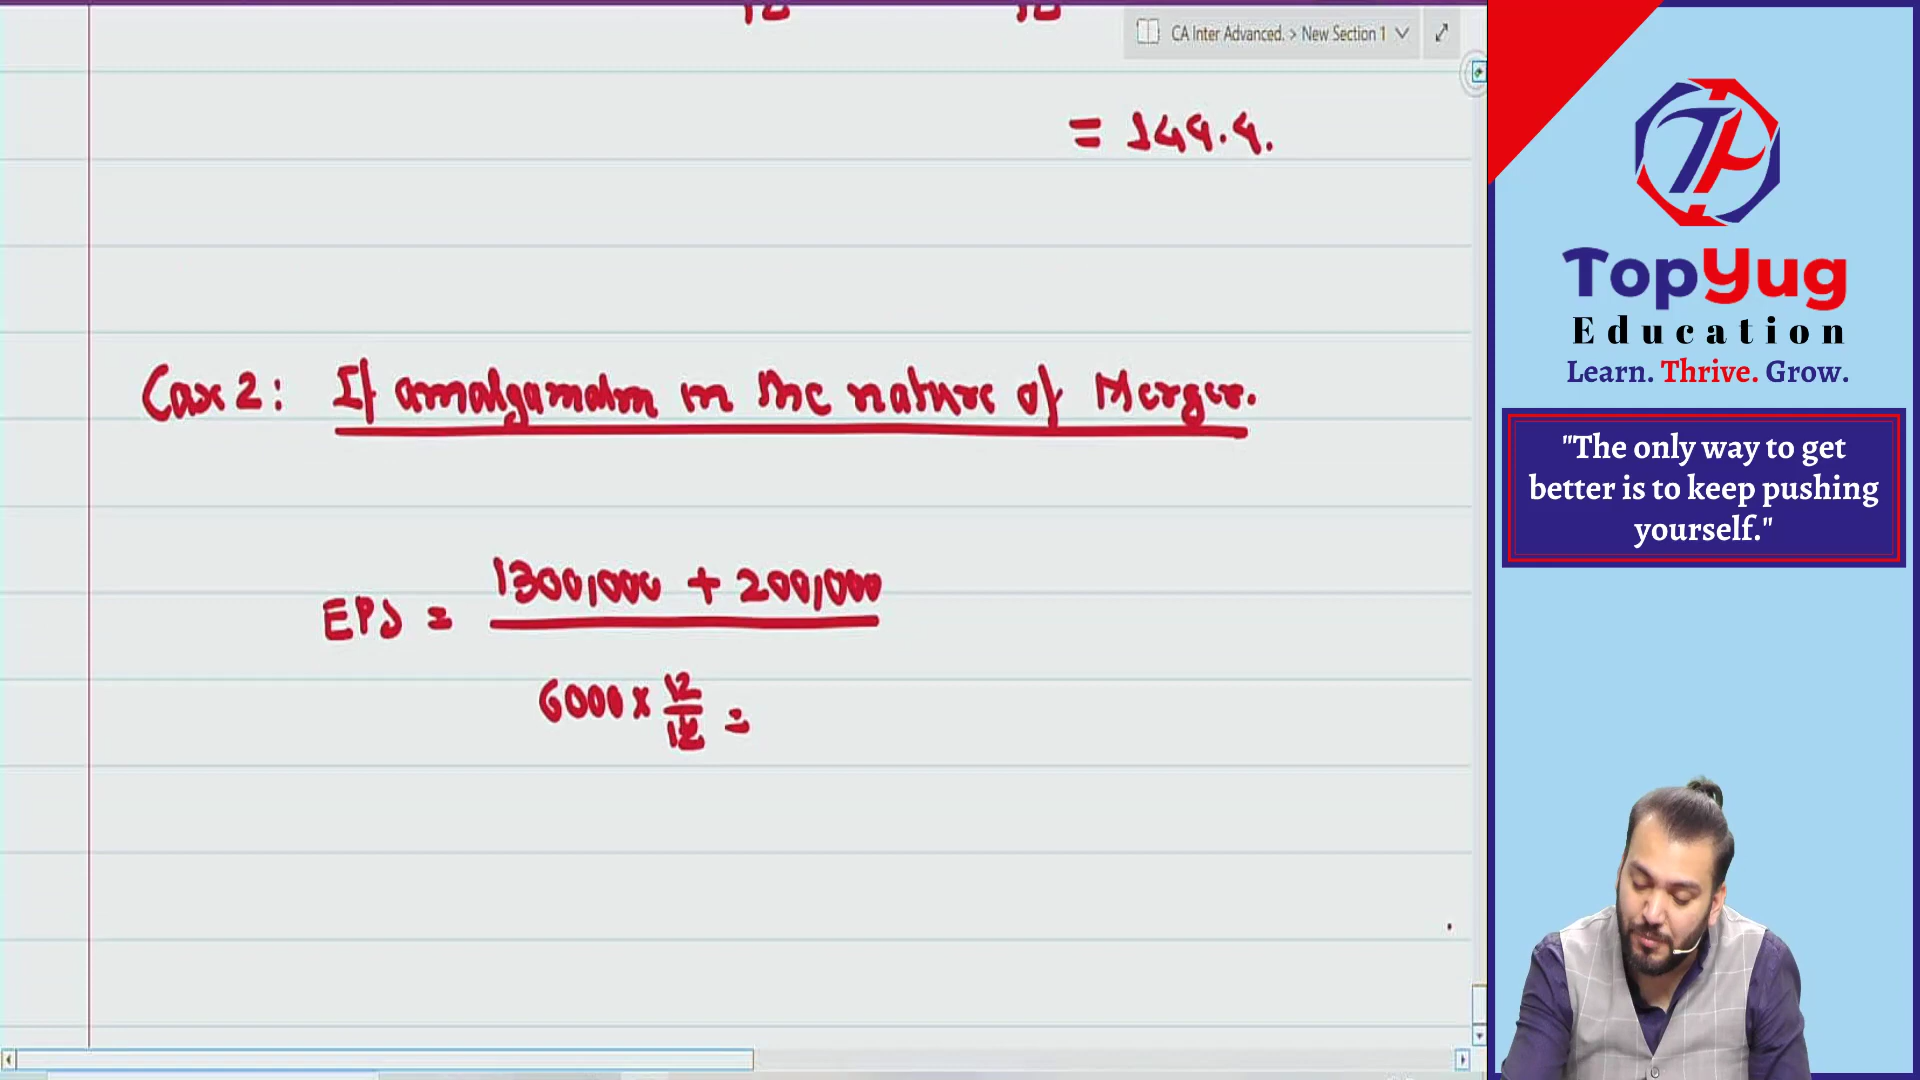 CA Inter Advanced. > New Section 1
= 144.4.
Case 2: If amalgamation in the nature of Merger.
EPS = 1300,000 + 200,000
6000 x 12/12 =
TopYug
Education
Learn. Thrive. Grow.
"The only way to get
better is to keep pushing
yourself."